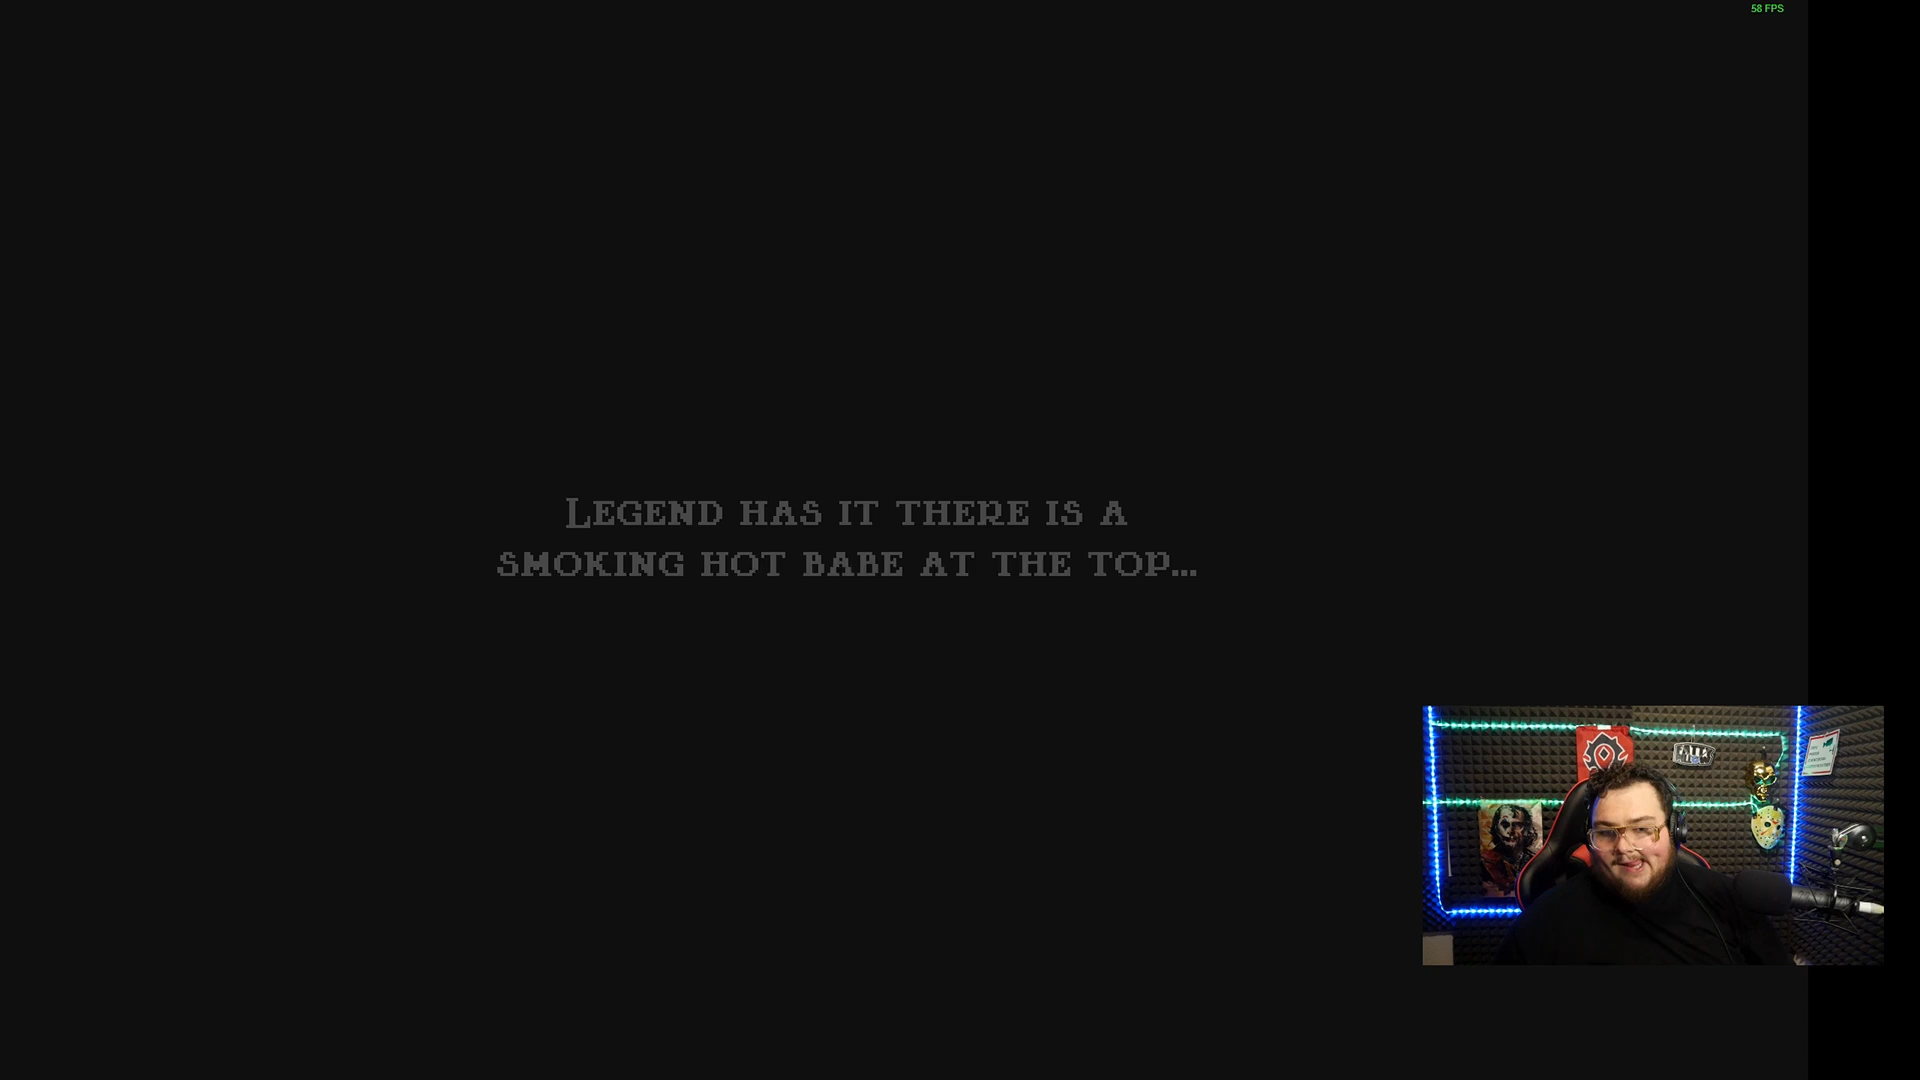 58 FPS
Legend has it there is a
smoking hot babe at the top...